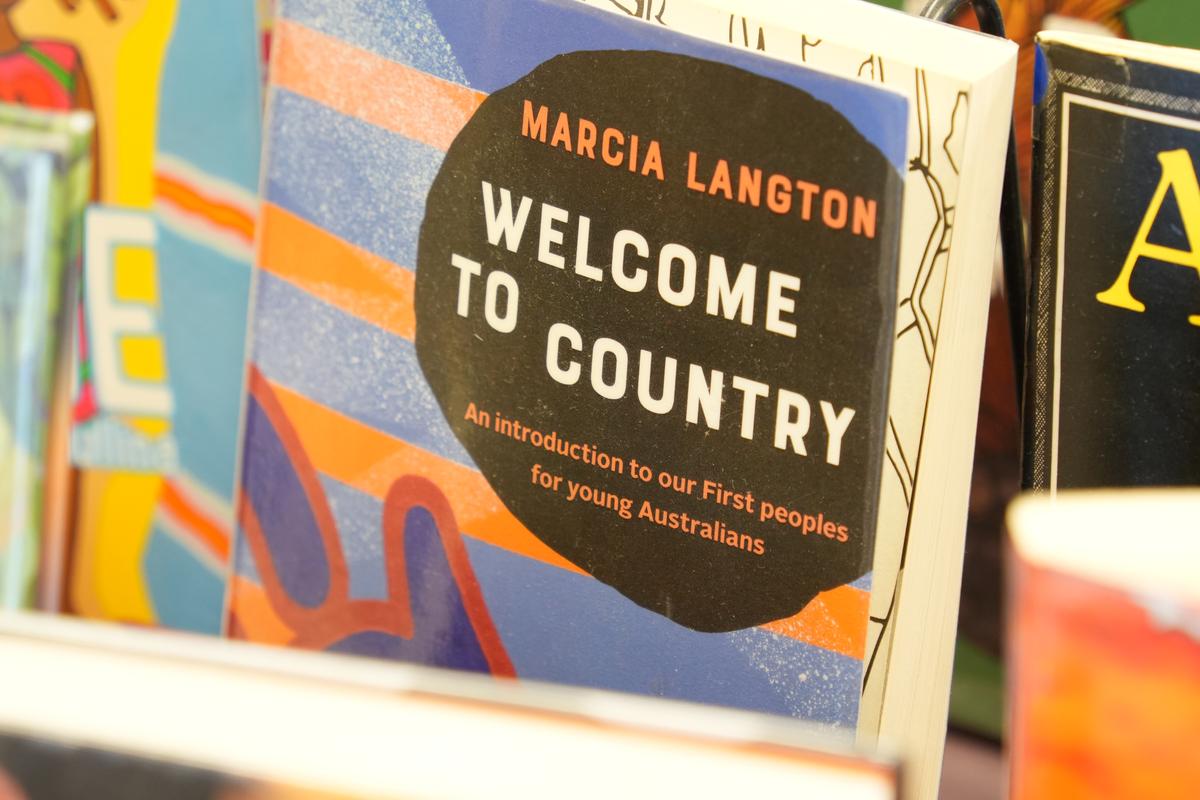 MARCIA LANGTON
WELCOME
TO COUNTRY
An introduction to our First peoples
for young Australians
E
A